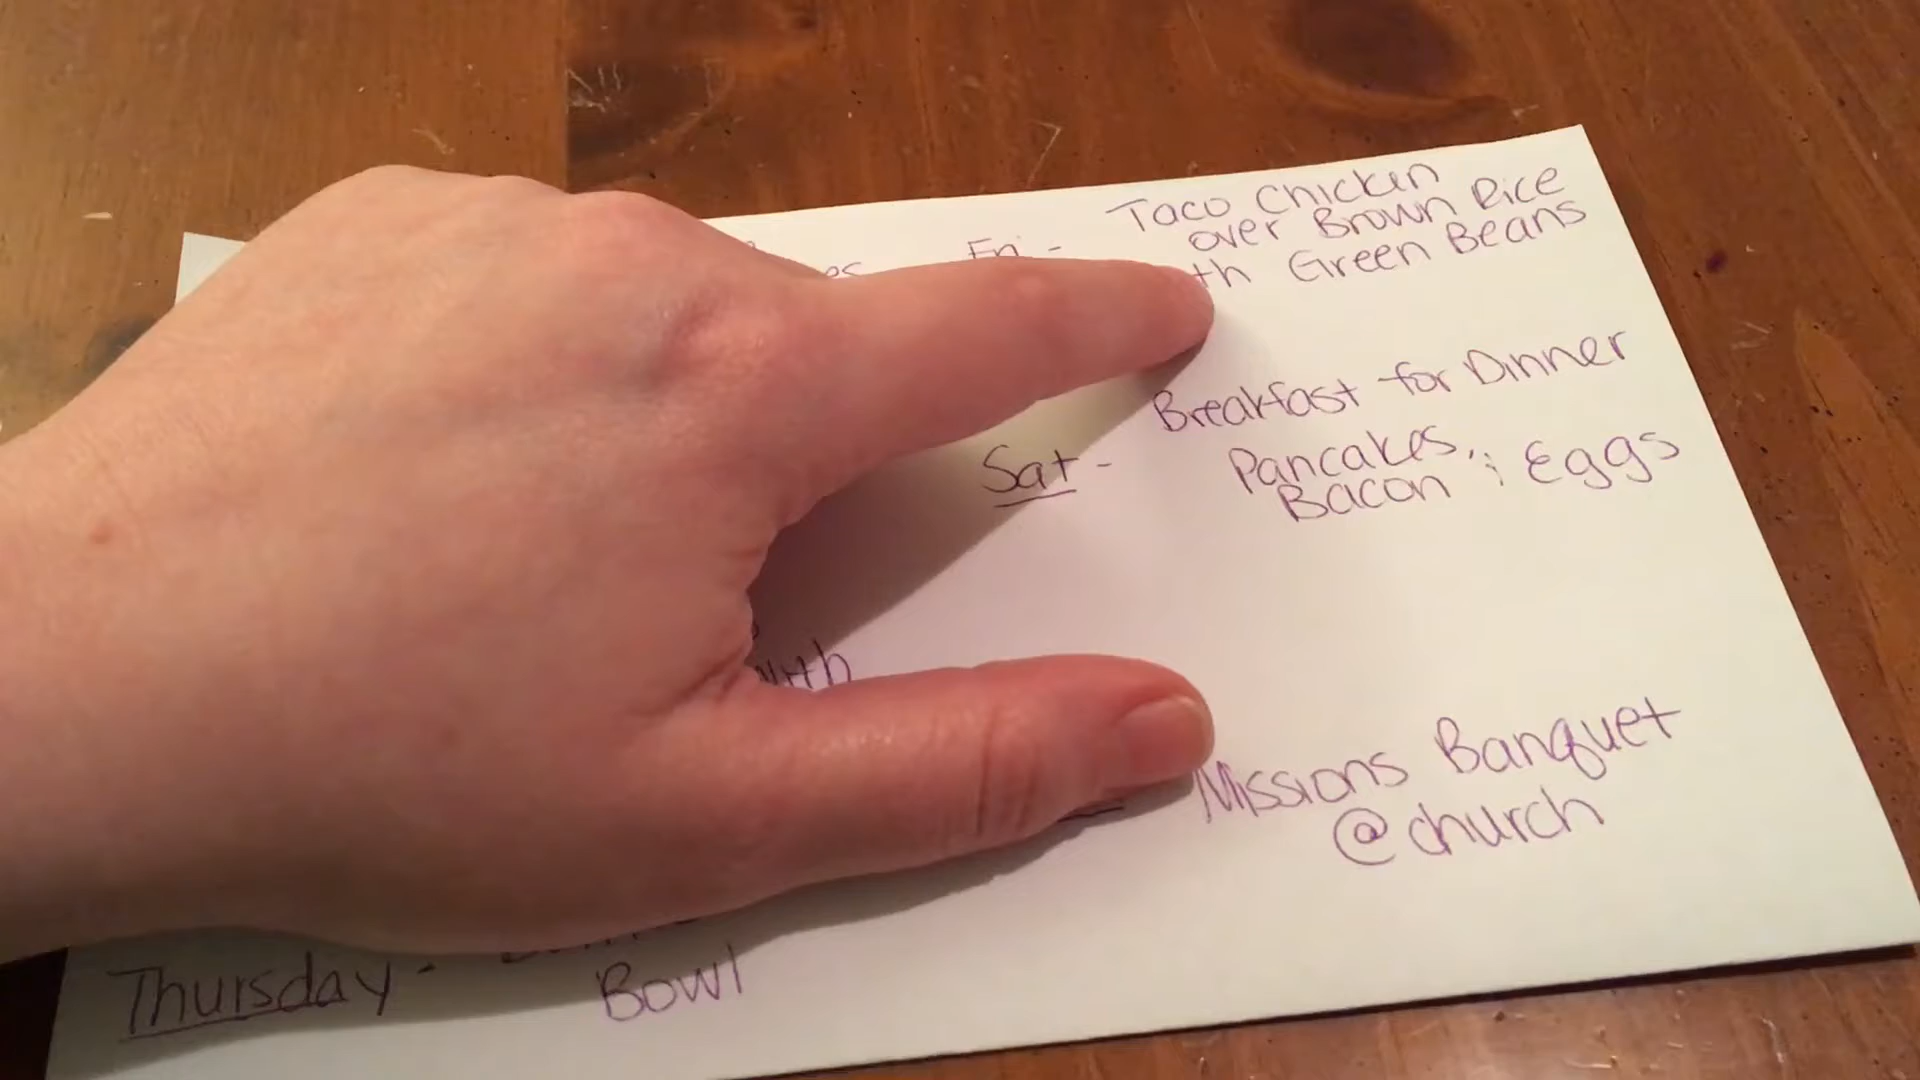 Thursday -
Bowl
Fri -
Taco Chicken
over Brown Rice
Green Beans
Sat -
Breakfast for Dinner
Pancakes,
Bacon & Eggs
Missions Banquet
@church